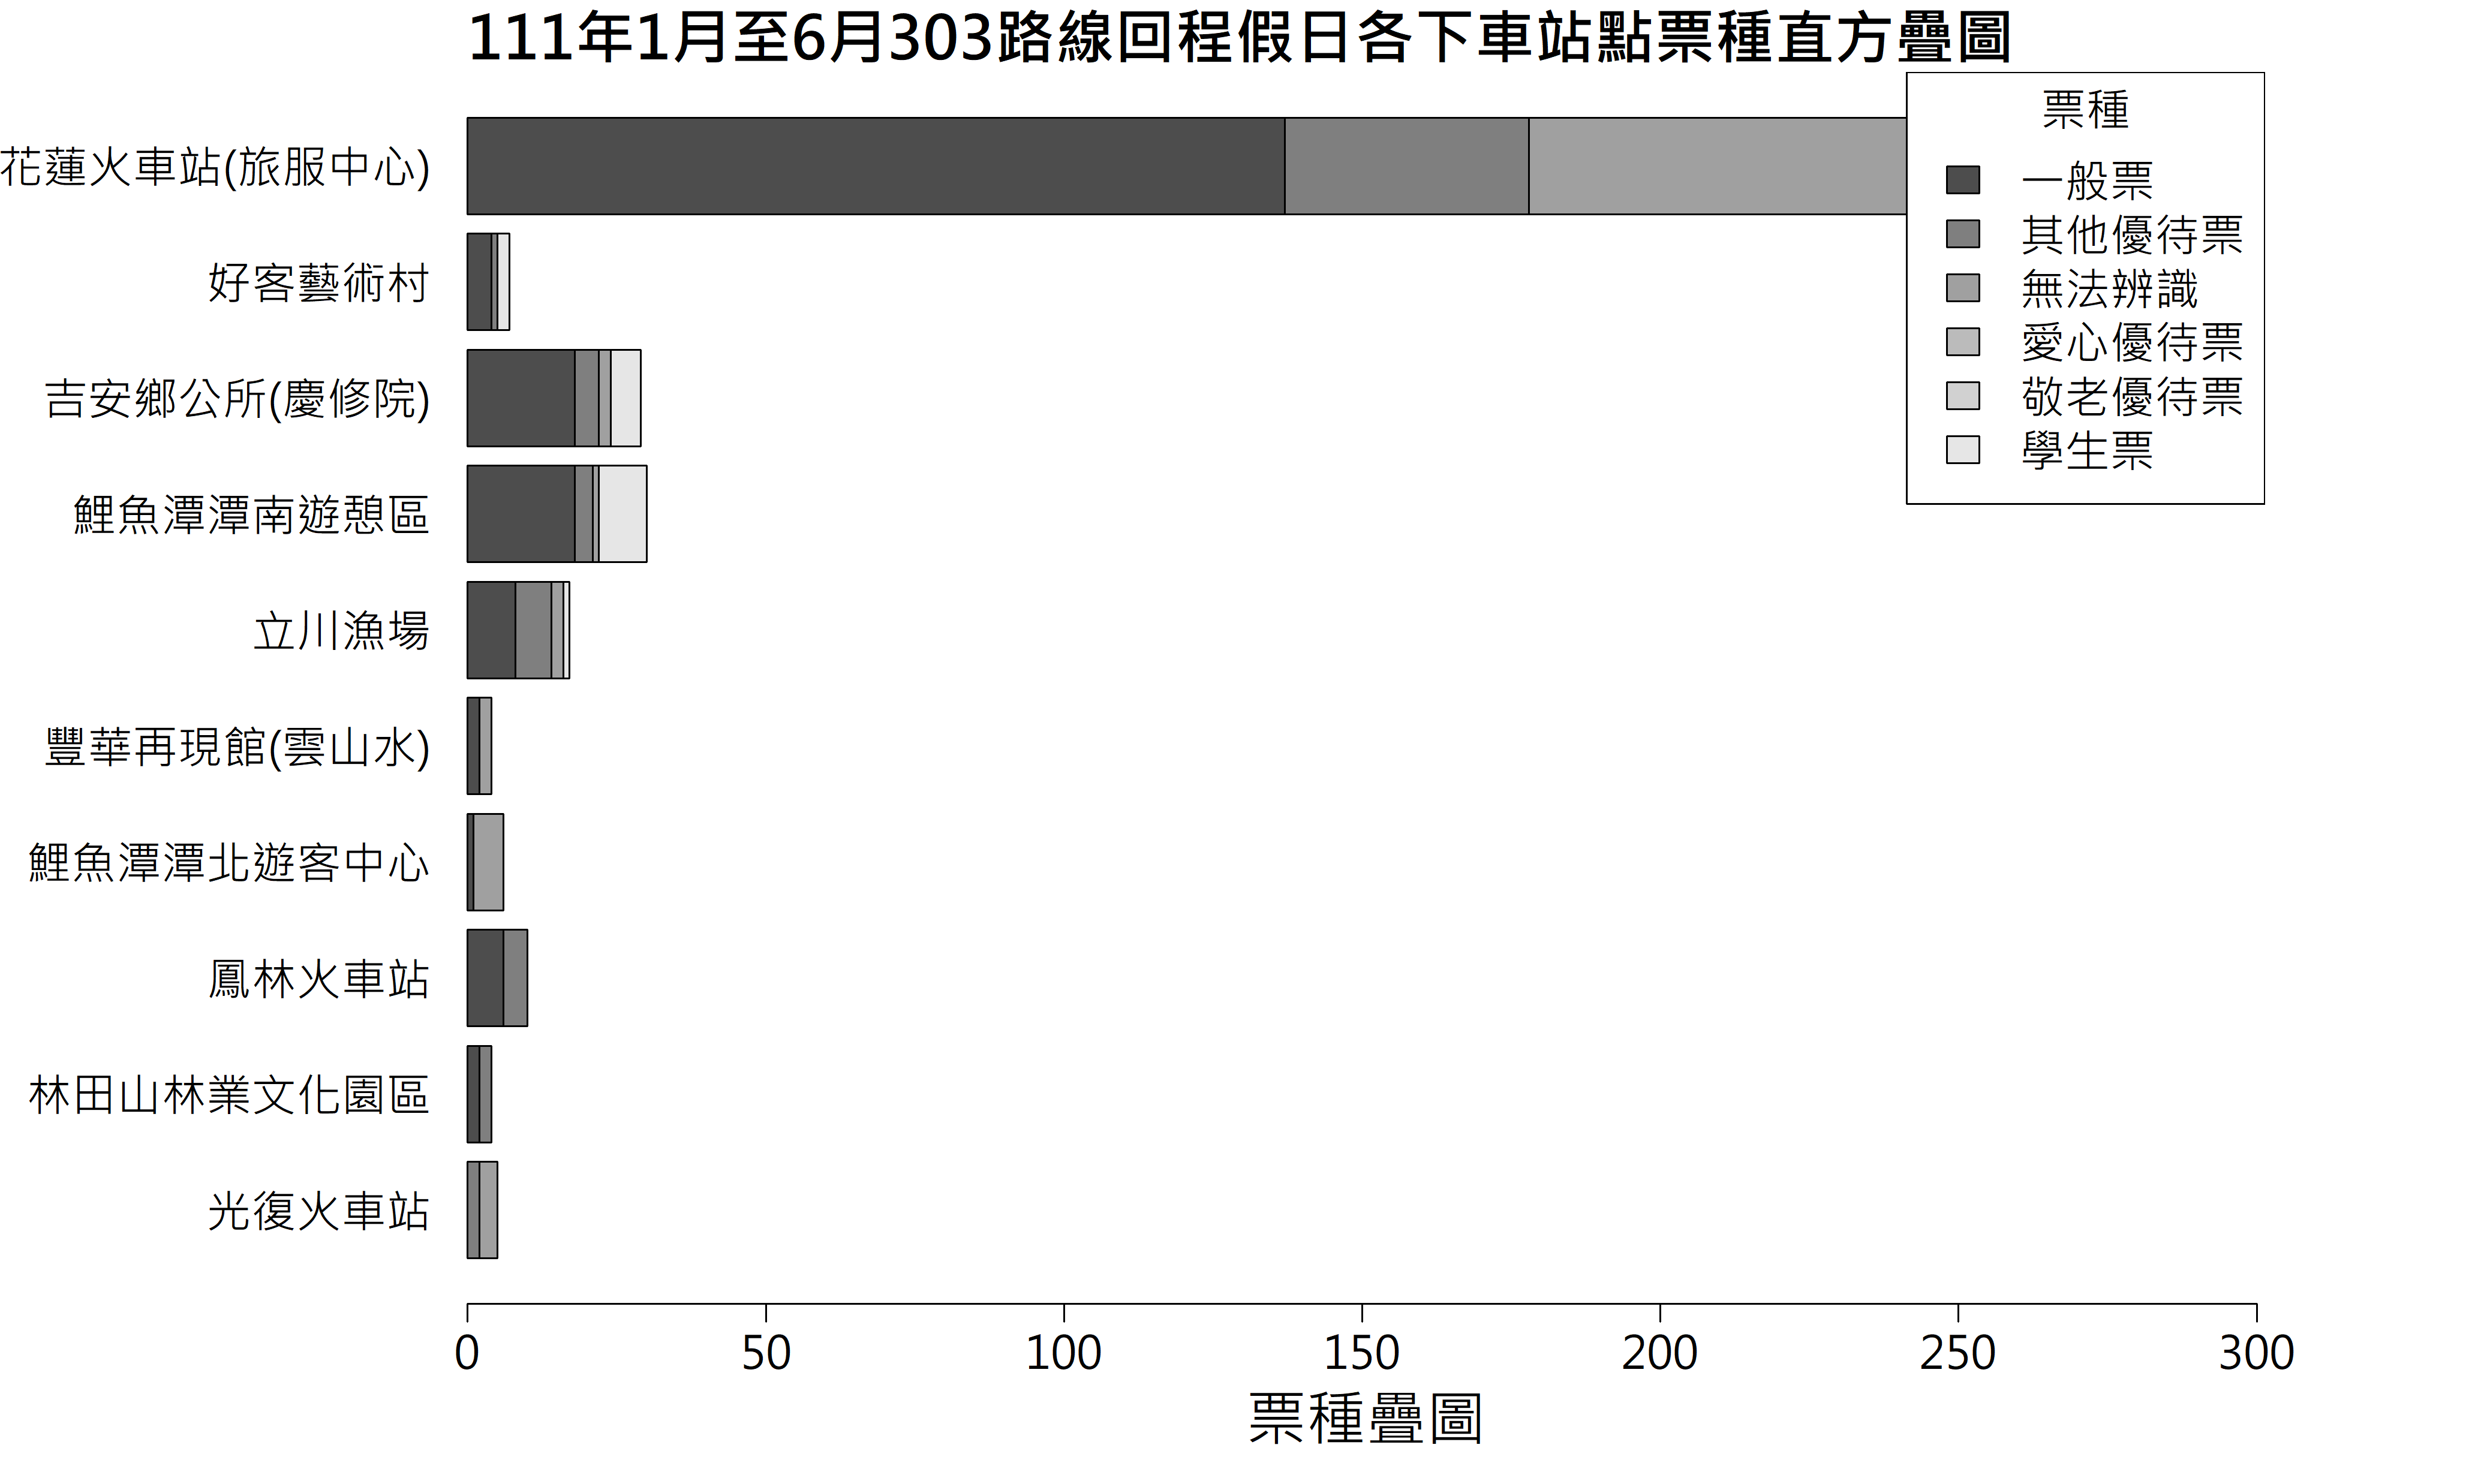 111年1月至6月303路線回程假日各下車站點票種直方疊圖
票種
一般票
其他優待票
無法辨識
愛心優待票
敬老優待票
學生票
花蓮火車站(旅服中心)
好客藝術村
吉安鄉公所(慶修院)
鯉魚潭潭南遊憩區
立川漁場
豐華再現館(雲山水)
鯉魚潭潭北遊客中心
鳳林火車站
林田山林業文化園區
光復火車站
0 50 100 150 200 250 300
票種疊圖